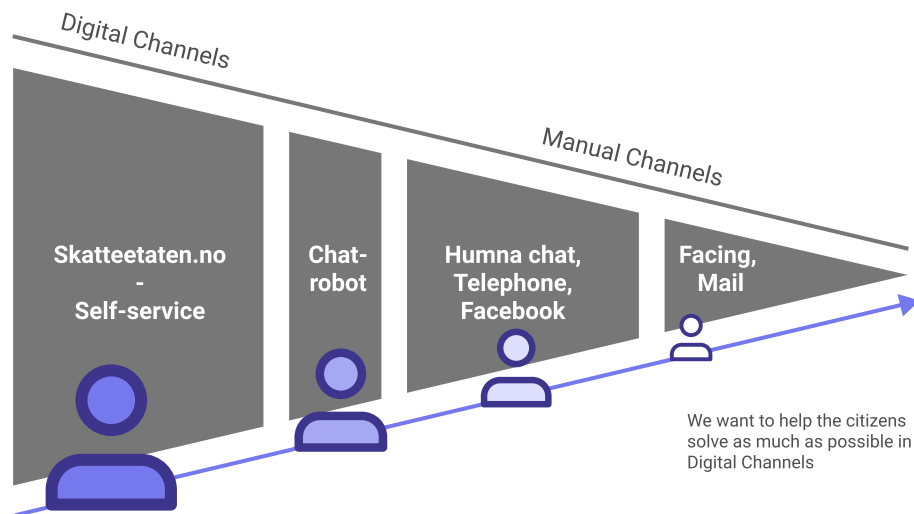 Digital Channels
Manual Channels
Skatteetaten.no
-
Self-service
Chat-
robot
Humna chat,
Telephone,
Facebook
Facing,
Mail
We want to help the citizens
solve as much as possible in
Digital Channels